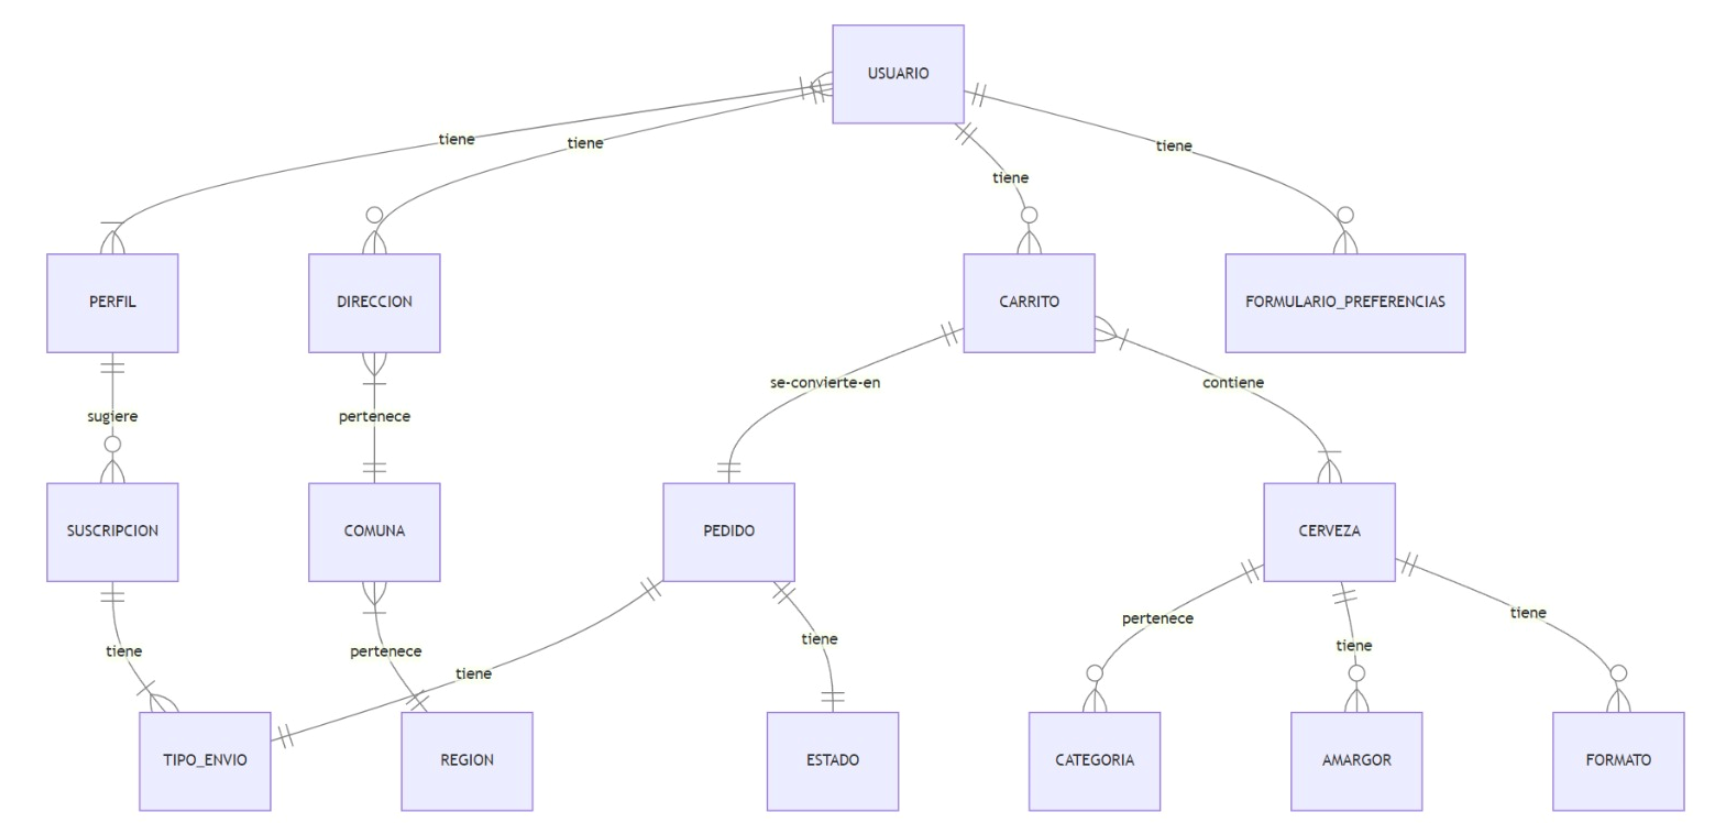 USUARIO
tiene
tiene
tiene
tiene
PERFIL
DIRECCION
CARRITO
FORMULARIO_PREFERENCIAS
se-convierte-en
contiene
sugiere
pertenece
SUSCRIPCION
COMUNA
PEDIDO
CERVEZA
tiene
pertenece
tiene
tiene
pertenece
tiene
tiene
TIPO_ENVIO
REGION
ESTADO
CATEGORIA
AMARGOR
FORMATO